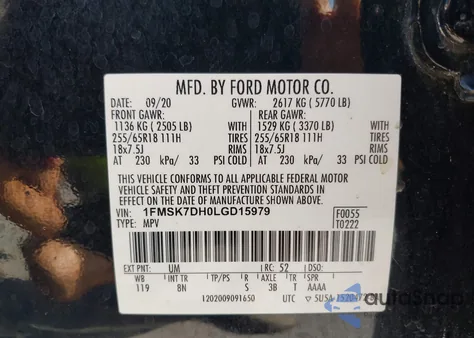 MFD. BY FORD MOTOR CO.
DATE: 09/20 GVWR: 2617 KG ( 5770 LB)
FRONT GAWR: REAR GAWR:
1136 KG ( 2505 LB) WITH 1529 KG ( 3370 LB) WITH
255/65R18 111H TIRES 255/65R18 111H TIRES
18x7.5J RIMS 18x7.5J RIMS
AT 230 kPa/ 33 PSI COLD AT 230 kPa/ 33 PSI COLD
THIS VEHICLE CONFORMS TO ALL APPLICABLE FEDERAL MOTOR
VEHICLE SAFETY AND THEFT PREVENTION STANDARDS IN
EFFECT ON THE DATE OF MANUFACTURE SHOWN ABOVE.
VIN: 1FMSK7DH0LGD15979 F0055
TYPE: MPV T0222
EXT PNT: UM RC: 52 DSO:
WB INT TR TP/PS R AXLE TR SPR
119 BN S 3B T AAAA
1202009091650 UTC
autoSnap